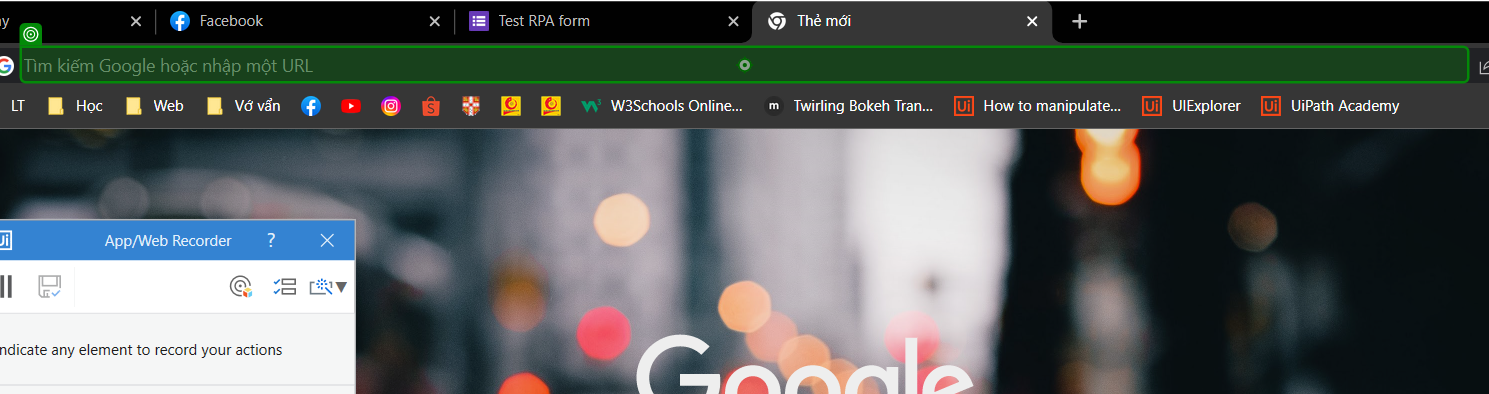 Facebook
Test RPA form
Thẻ mới
Tìm kiếm Google hoặc nhập một URL
LT Học Web Vớ vẩn W3Schools Online... Twirling Bokeh Tran... How to manipulate... UIExplorer UiPath Academy
Ui App/Web Recorder ?
ndicate any element to record your actions
Google